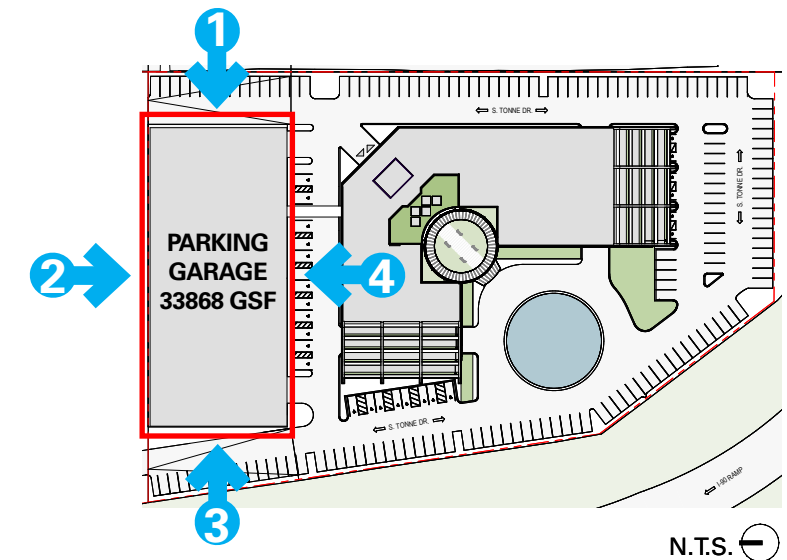 1
S. TONNE DR.
S. TONNE DR.
PARKING
GARAGE
33868 GSF
2
4
S. TONNE DR.
I-90 RAMP
3
N.T.S.